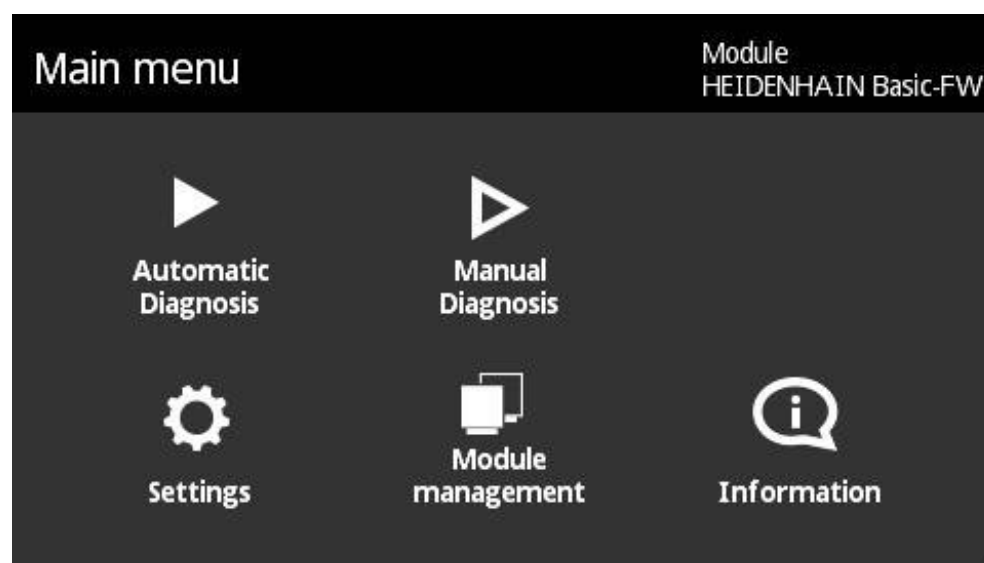 Main menu
Module
HEIDENHAIN Basic-FW
Automatic
Diagnosis
Manual
Diagnosis
Settings
Module
management
Information